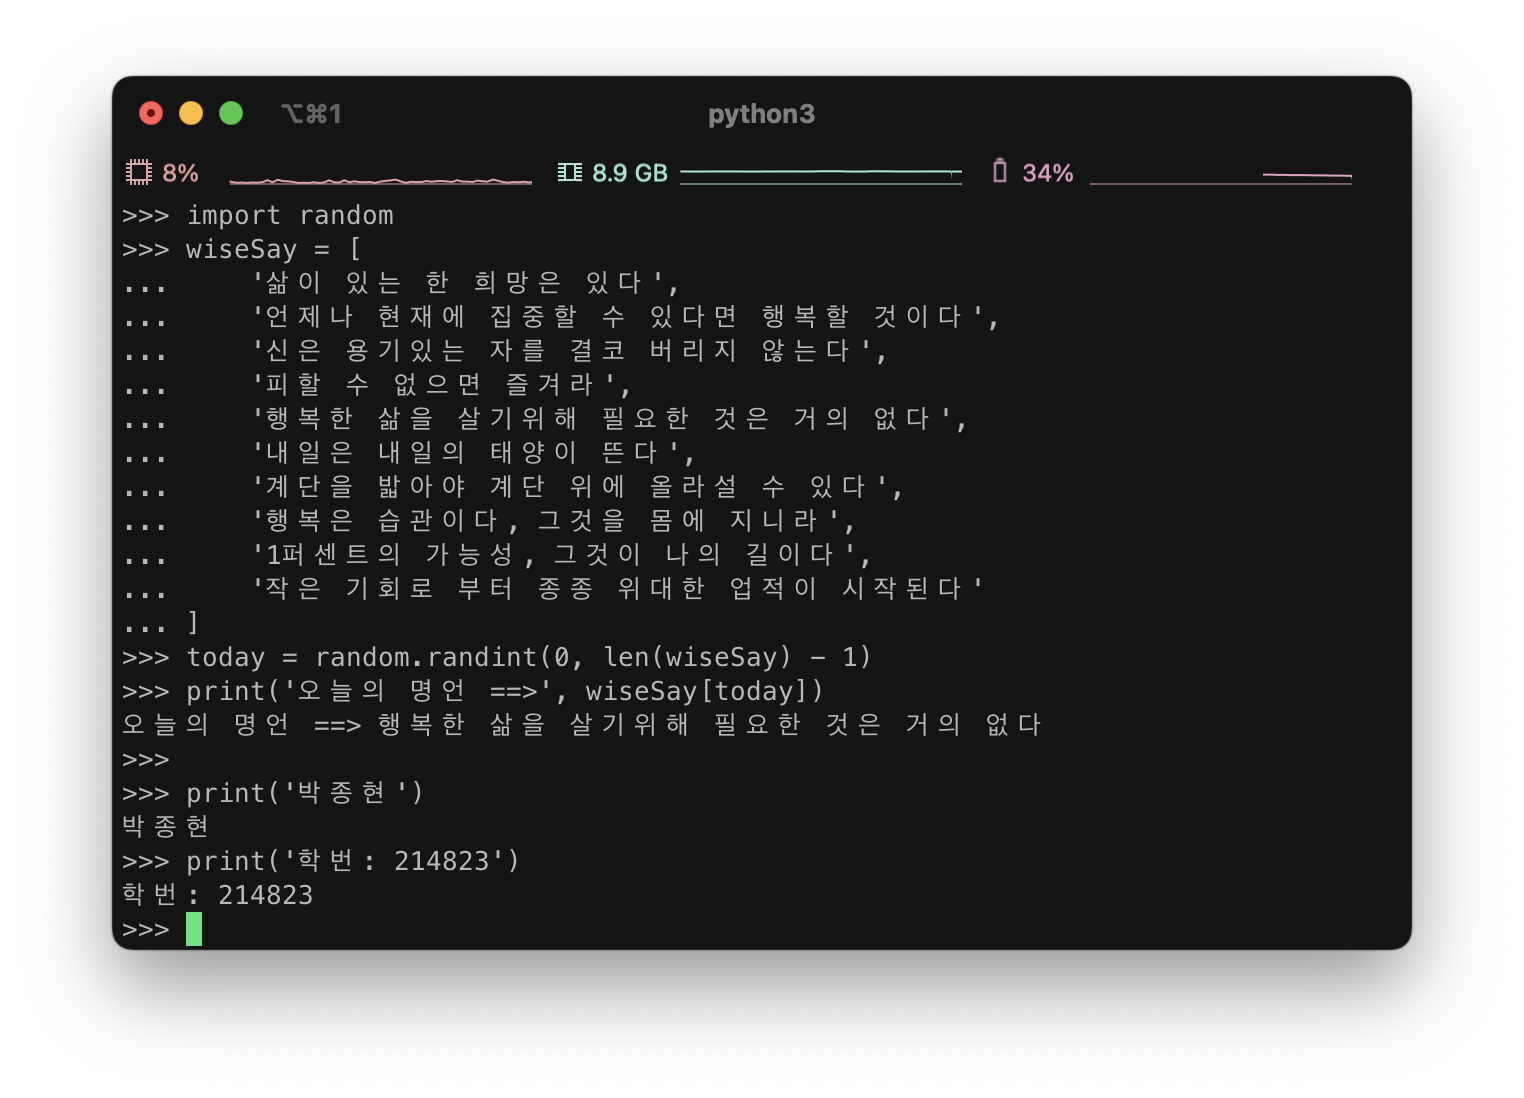 ⌥⌘1 python3
8% 8.9 GB 34%
>>> import random
>>> wiseSay = [
...     '삶이 있는 한 희망은 있다',
...     '언제나 현재에 집중할 수 있다면 행복할 것이다',
...     '신은 용기있는 자를 결코 버리지 않는다',
...     '피할 수 없으면 즐겨라',
...     '행복한 삶을 살기위해 필요한 것은 거의 없다',
...     '내일은 내일의 태양이 뜬다',
...     '계단을 밟아야 계단 위에 올라설 수 있다',
...     '행복은 습관이다, 그것을 몸에 지니라',
...     '1퍼센트의 가능성, 그것이 나의 길이다',
...     '작은 기회로 부터 종종 위대한 업적이 시작된다'
... ]
>>> today = random.randint(0, len(wiseSay) - 1)
>>> print('오늘의 명언 ==>', wiseSay[today])
오늘의 명언 ==> 행복한 삶을 살기위해 필요한 것은 거의 없다
>>>
>>> print('박종현')
박종현
>>> print('학번: 214823')
학번: 214823
>>>